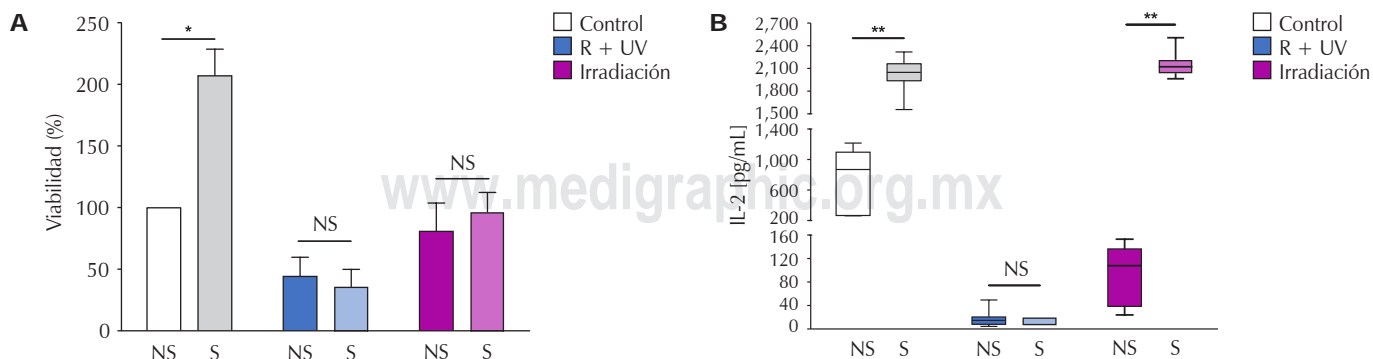 A
250
200
150
100
50
0
Viabilidad (%)
*
NS
NS
NS S NS S NS S
Control
R + UV
Irradiación
B
2,700
2,400
2,100
1,800
1,500
1,400
1,000
600
200
160
120
80
40
0
IL-2 [pg/mL]
**
NS
**
NS S NS S NS S
Control
R + UV
Irradiación
www.medigraphic.org.mx